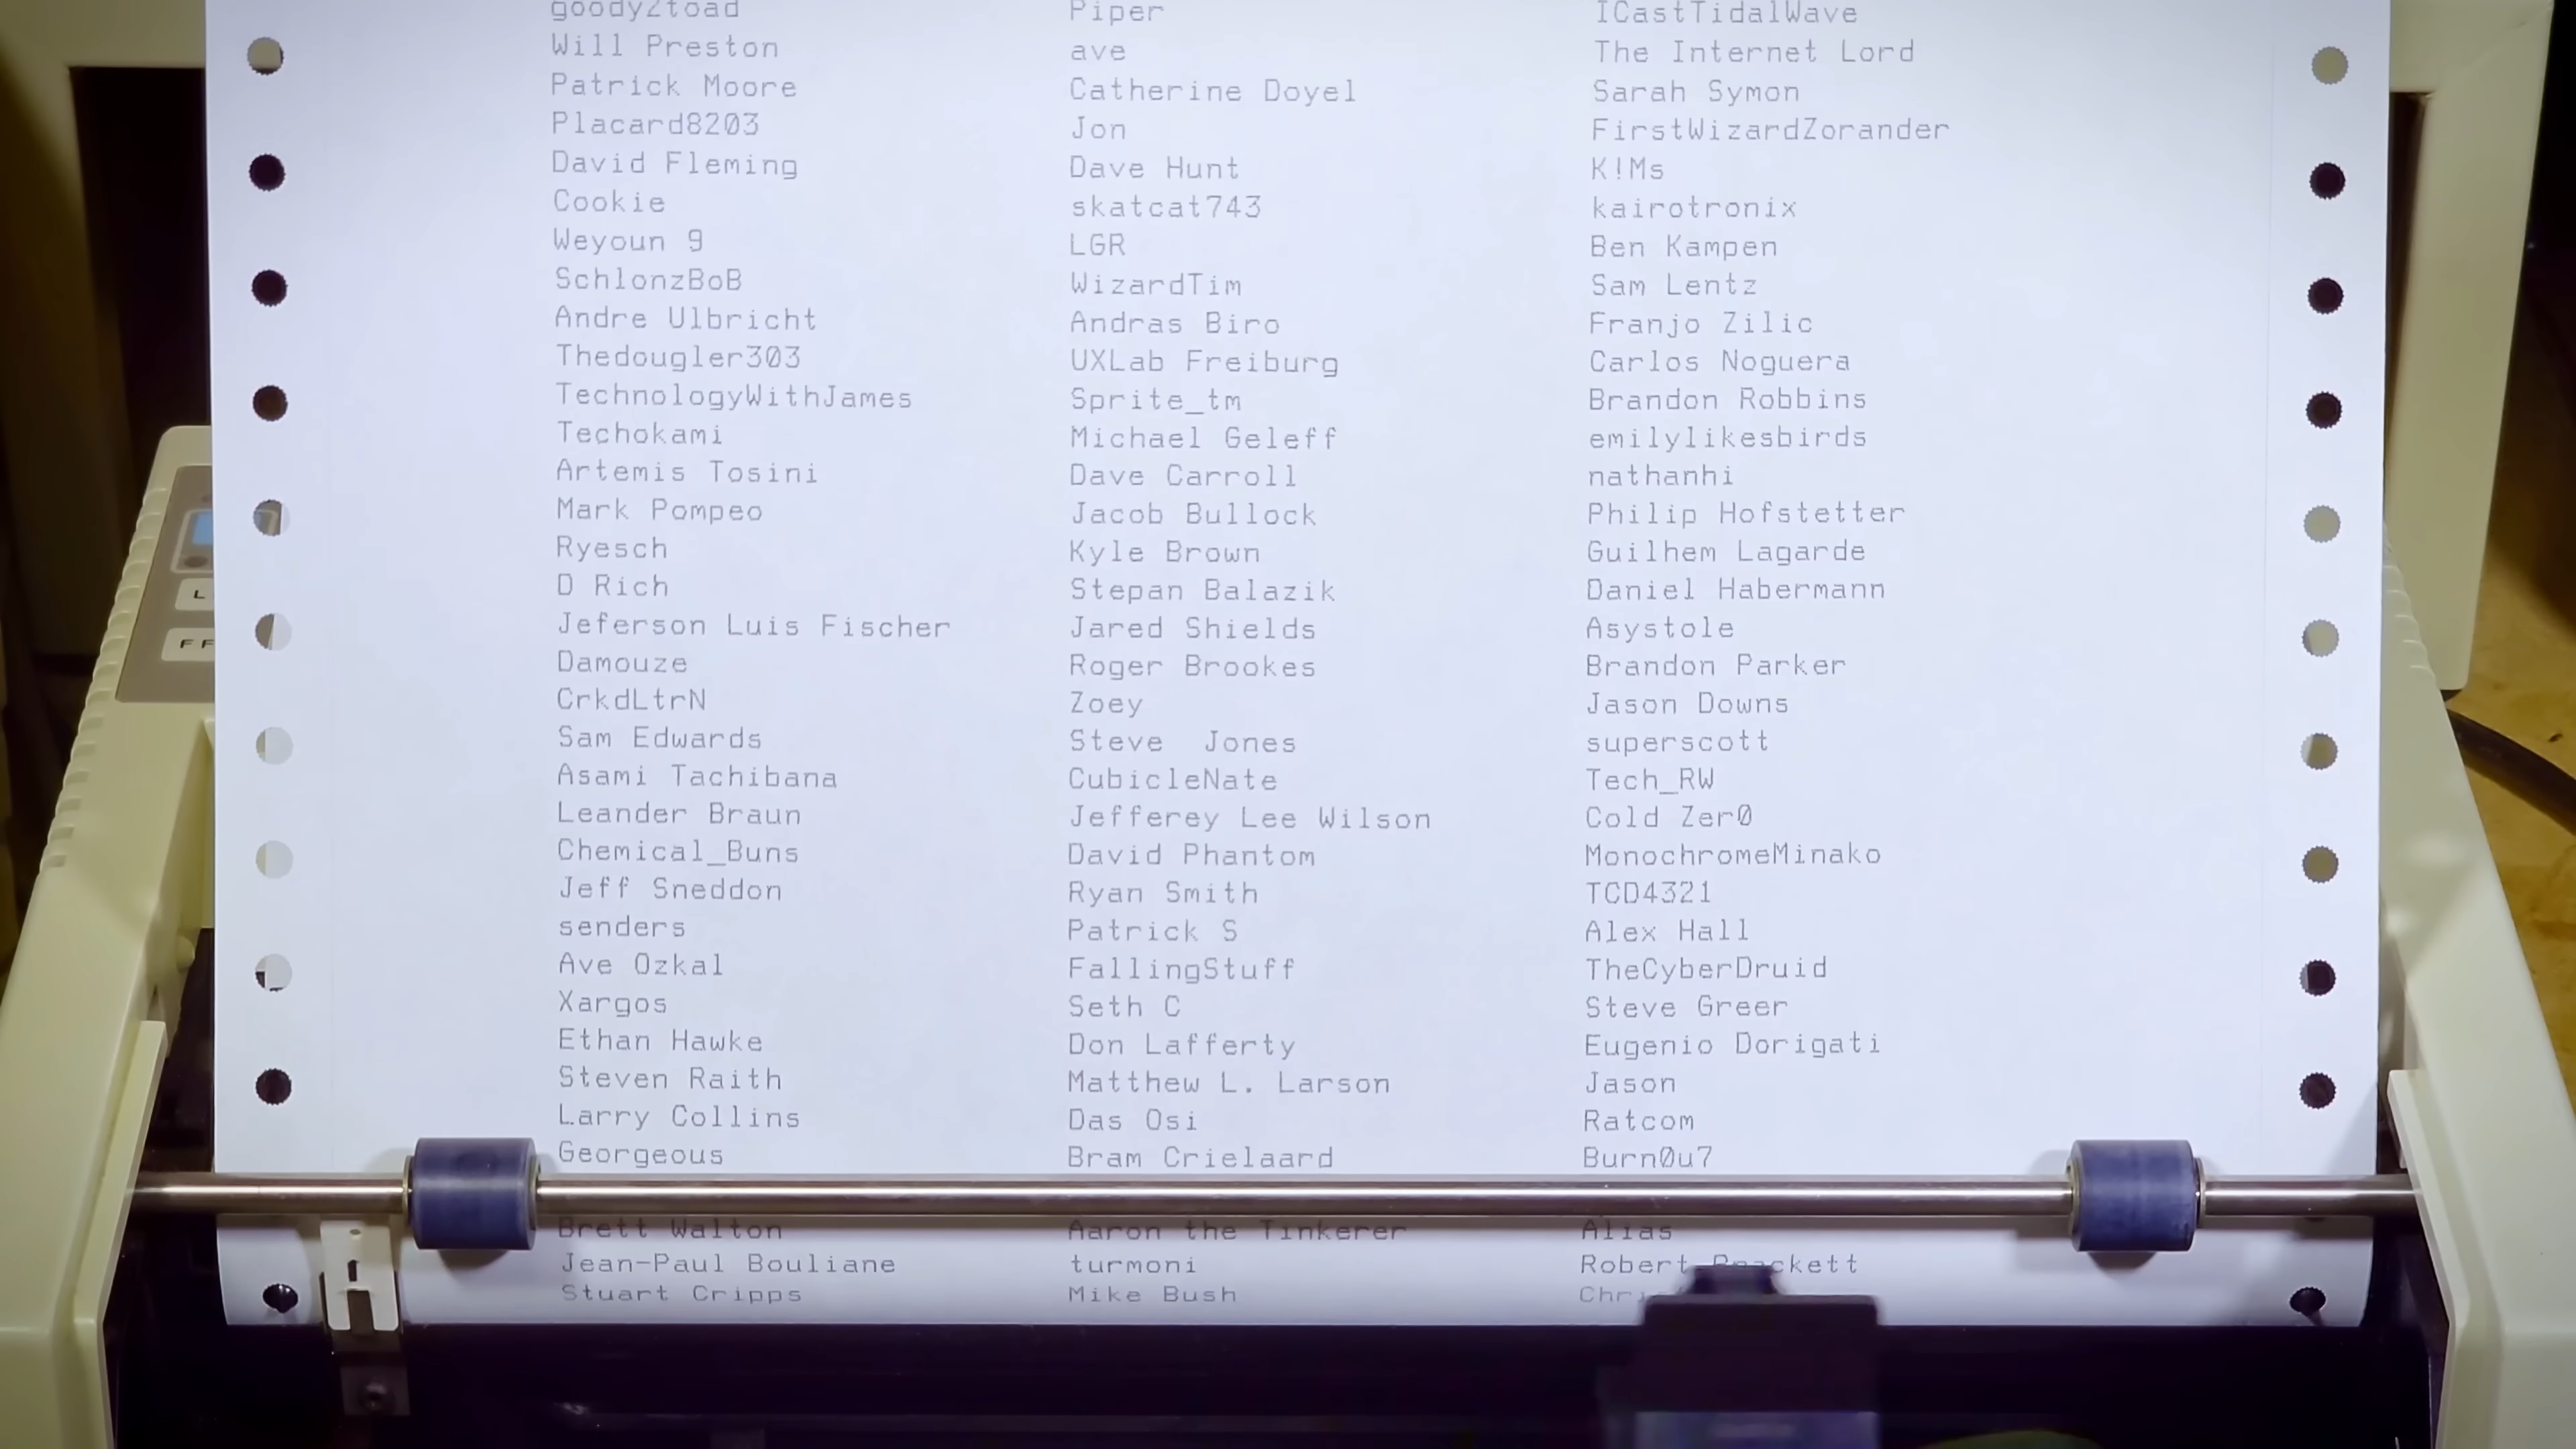 goody2toad Piper ICastTidalWave
Will Preston ave The Internet Lord
Patrick Moore Catherine Doyel Sarah Symon
Placard8203 Jon FirstWizardZorander
David Fleming Dave Hunt K!Ms
Cookie skatcat743 kairotronix
Weyoun 9 LGR Ben Kampen
SchlonzBoB WizardTim Sam Lentz
Andre Ulbricht Andras Biro Franjo Zilic
Thedougler303 UXLab Freiburg Carlos Noguera
TechnologyWithJames Sprite_tm Brandon Robbins
Techokami Michael Geleff emilylikesbirds
Artemis Tosini Dave Carroll nathanhi
Mark Pompeo Jacob Bullock Philip Hofstetter
Ryesch Kyle Brown Guilhem Lagarde
D Rich Stepan Balazik Daniel Habermann
Jeferson Luis Fischer Jared Shields Asystole
Damouze Roger Brookes Brandon Parker
CrkdLtrN Zoey Jason Downs
Sam Edwards Steve  Jones superscott
Asami Tachibana CubicleNate Tech_RW
Leander Braun Jefferey Lee Wilson Cold Zer0
Chemical_Buns David Phantom MonochromeMinako
Jeff Sneddon Ryan Smith TCD4321
senders Patrick S Alex Hall
Ave Ozkal FallingStuff TheCyberDruid
Xargos Seth C Steve Greer
Ethan Hawke Don Lafferty Eugenio Dorigati
Steven Raith Matthew L. Larson Jason
Larry Collins Das Osi Ratcom
Georgeous Bram Crielaard Burn0u7
Brett Walton Aaron the Tinkerer Alias
Jean-Paul Bouliane turmoni Robert
Stuart Cripps Mike Bush
L
FF